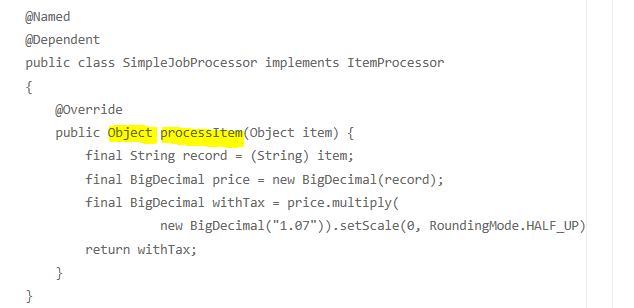 @Named
@Dependent
public class SimpleJobProcessor implements ItemProcessor
{
@Override
public Object processItem(Object item) {
final String record = (String) item;
final BigDecimal price = new BigDecimal(record);
final BigDecimal withTax = price.multiply(
new BigDecimal("1.07")).setScale(0, RoundingMode.HALF_UP)
return withTax;
}
}